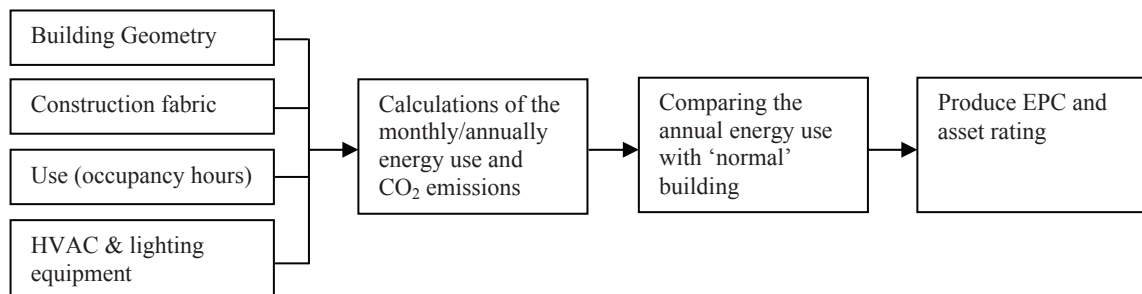 Building Geometry
Construction fabric
Use (occupancy hours)
HVAC & lighting
equipment
Calculations of the
monthly/annually
energy use and
CO₂ emissions
Comparing the
annual energy use
with ‘normal’
building
Produce EPC and
asset rating